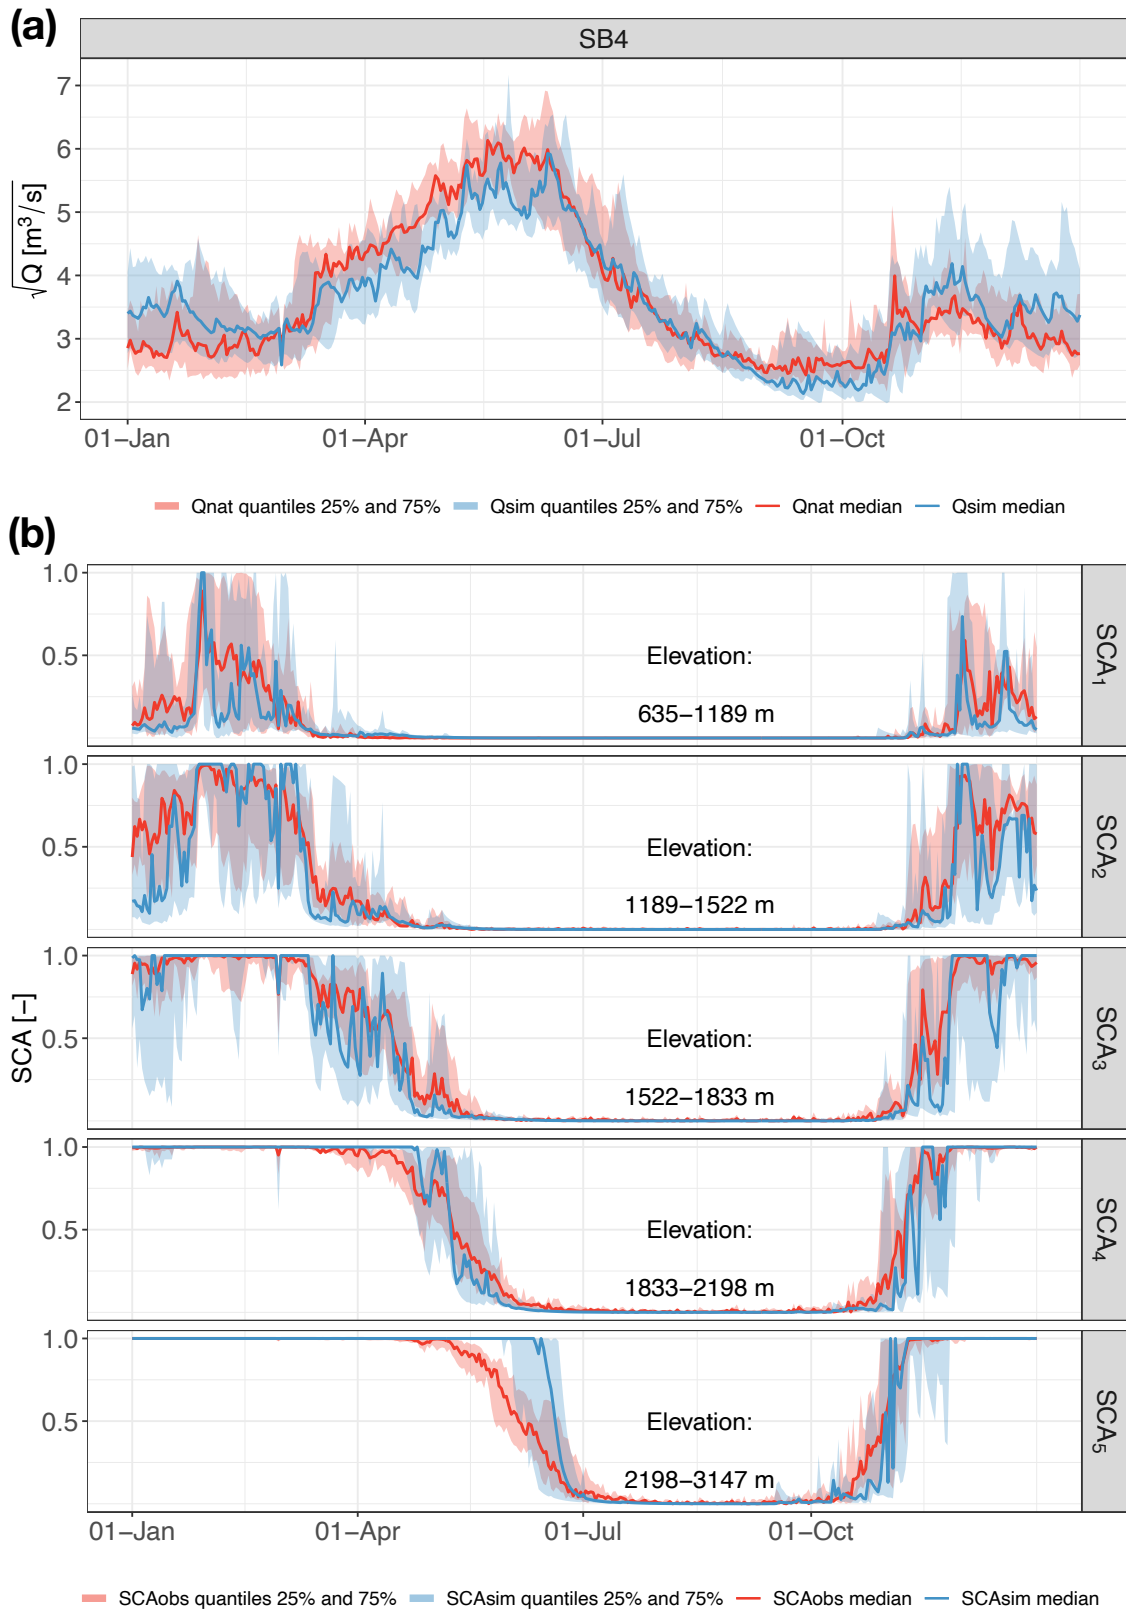 (a)
SB4
7
6
5
4
3
2
√Q [m³/s]
01−Jan 01−Apr 01−Jul 01−Oct
Qnat quantiles 25% and 75% Qsim quantiles 25% and 75% Qnat median Qsim median
(b)
1.0
0.5
Elevation:
635−1189 m
SCA₁
1.0
0.5
Elevation:
1189−1522 m
SCA₂
1.0
0.5
Elevation:
1522−1833 m
SCA₃
SCA [−]
1.0
0.5
Elevation:
1833−2198 m
SCA₄
1.0
0.5
Elevation:
2198−3147 m
SCA₅
01−Jan 01−Apr 01−Jul 01−Oct
SCAobs quantiles 25% and 75% SCAsim quantiles 25% and 75% SCAobs median SCAsim median